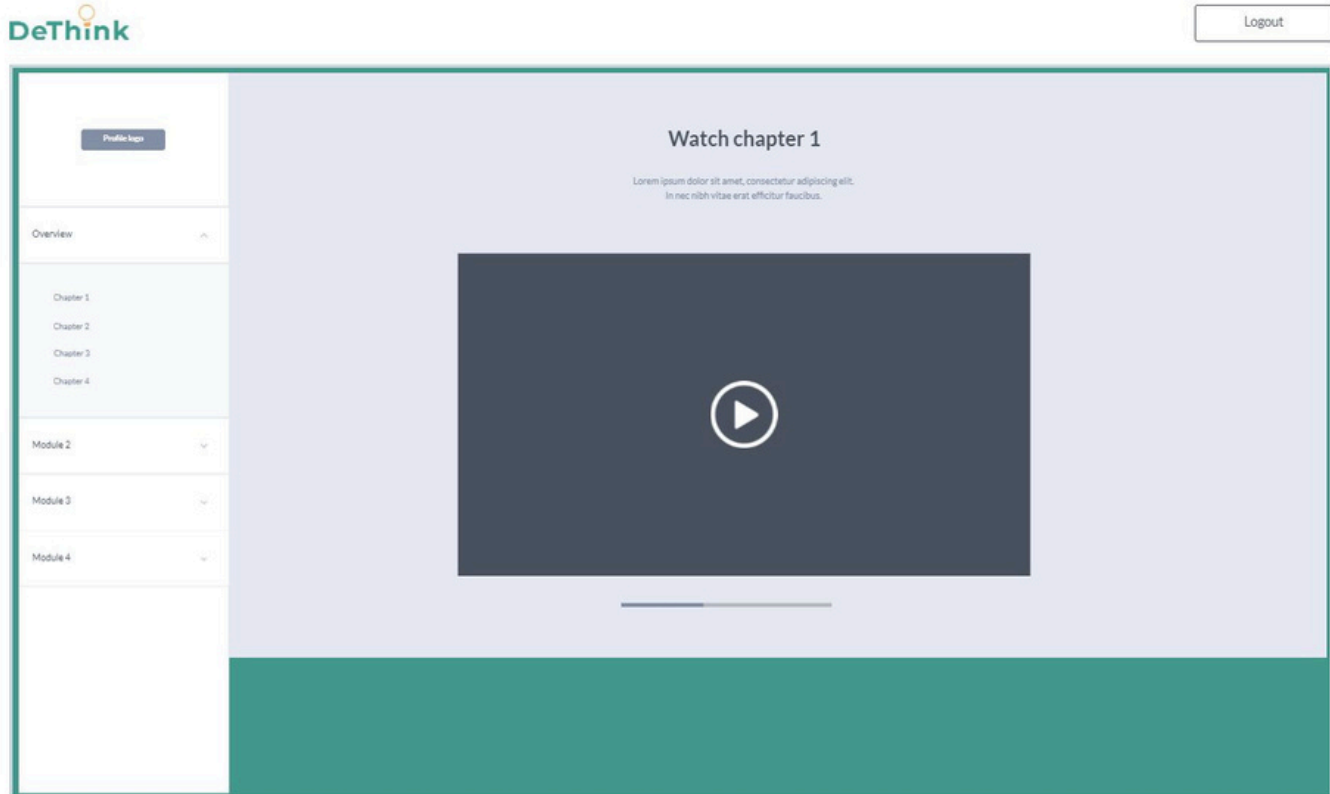 DeThink
Logout
Profile logo
Watch chapter 1
Lorem ipsum dolor sit amet, consectetur adipiscing elit.
In nec nibh vitae erat efficitur faucibus.
Overview
Chapter 1
Chapter 2
Chapter 3
Chapter 4
Module 2
Module 3
Module 4